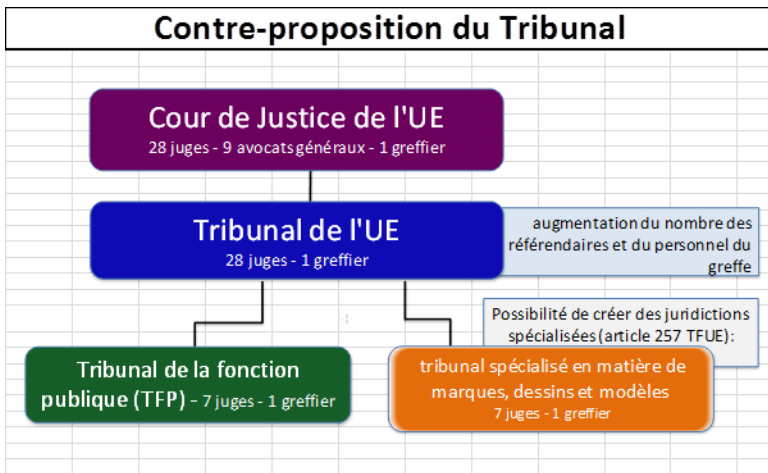 Contre-proposition du Tribunal
Cour de Justice de l'UE
28 juges - 9 avocats généraux - 1 greffier
Tribunal de l'UE
28 juges - 1 greffier
augmentation du nombre des
référendaires et du personnel du
greffe
Possibilité de créer des juridictions
spécialisées (article 257 TFUE):
Tribunal de la fonction
publique (TFP) - 7 juges - 1 greffier
tribunal spécialisé en matière de
marques, dessins et modèles
7 juges - 1 greffier